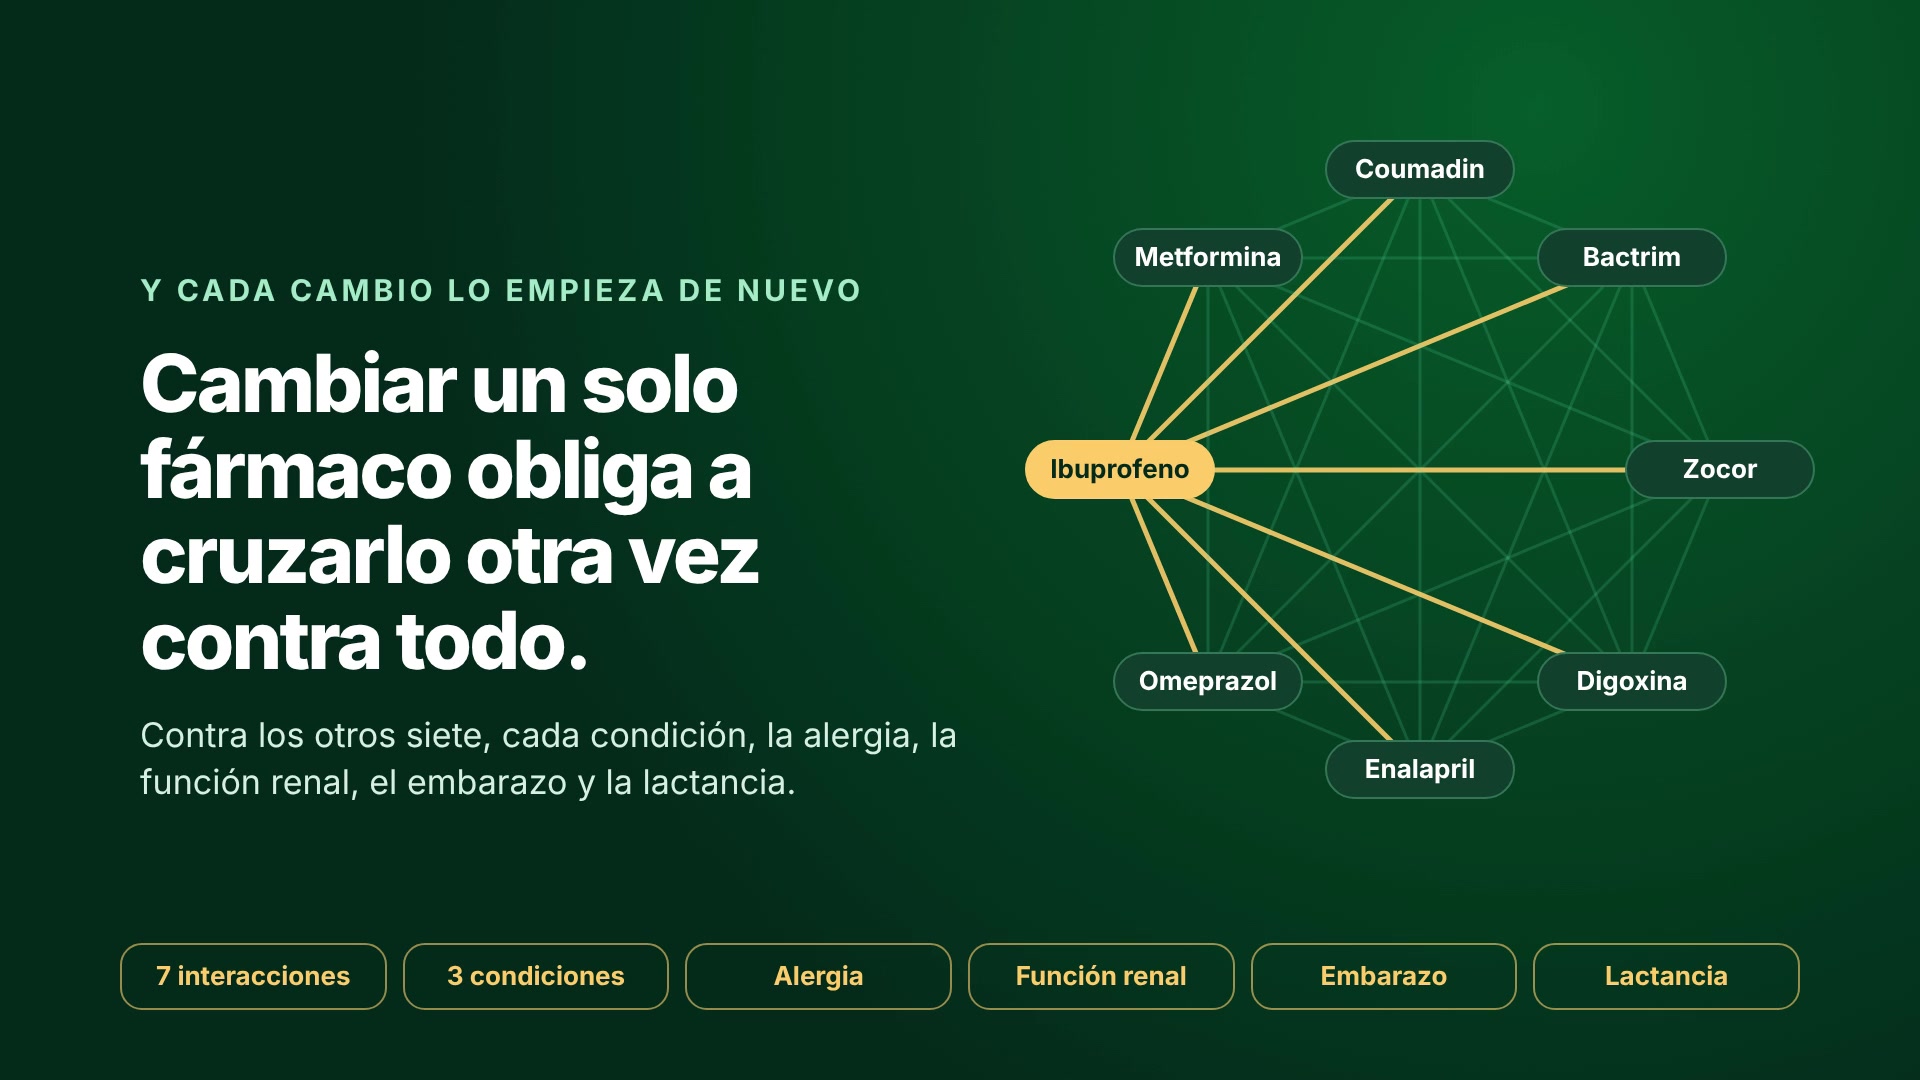 Y CADA CAMBIO LO EMPIEZA DE NUEVO
Cambiar un solo
fármaco obliga a
cruzarlo otra vez
contra todo.
Contra los otros siete, cada condición, la alergia, la
función renal, el embarazo y la lactancia.
Coumadin
Metformina
Bactrim
Ibuprofeno
Zocor
Omeprazol
Digoxina
Enalapril
7 interacciones
3 condiciones
Alergia
Función renal
Embarazo
Lactancia